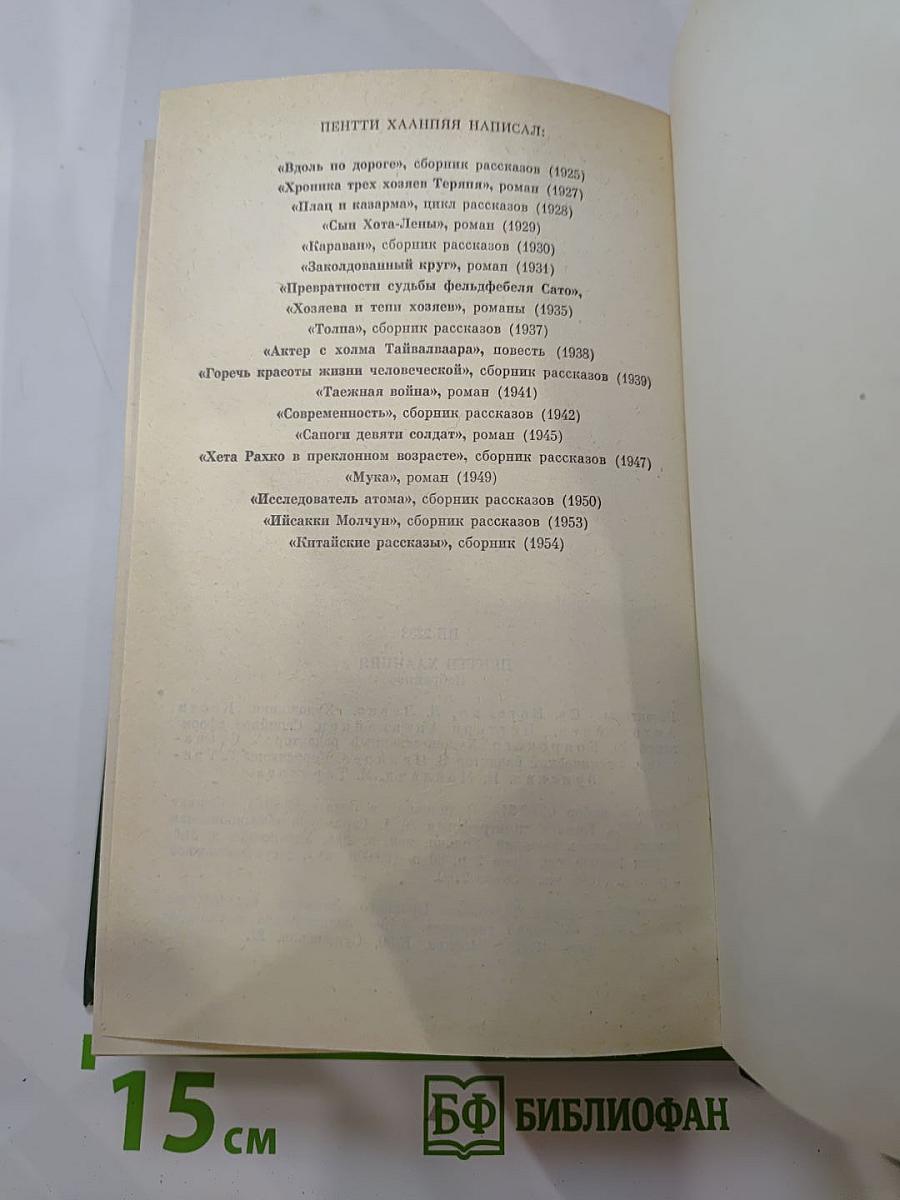 ПЕНТТИ ХААНПЯЯ НАПИСАЛ:
«Вдоль по дороге», сборник рассказов (1925)
«Хроника трех хозяев Теряня», роман (1927)
«Плац и казарма», цикл рассказов (1928)
«Сын Хота-Лены», роман (1929)
«Караван», сборник рассказов (1930)
«Заколдованный круг», роман (1931)
«Превратности судьбы фельдфебеля Сато»,
«Хозяева и тени хозяев», романы (1935)
«Толпа», сборник рассказов (1937)
«Актер с холма Тайвалваара», повесть (1938)
«Горечь красоты жизни человеческой», сборник рассказов (1939)
«Таежная война», роман (1941)
«Современность», сборник рассказов (1942)
«Сапоги девяти солдат», роман (1945)
«Хета Рахко в преклонном возрасте», сборник рассказов (1947)
«Мука», роман (1949)
«Исследователь атома», сборник рассказов (1950)
«Ийсакки Молчун», сборник рассказов (1953)
«Китайские рассказы», сборник (1954)
15 см
БФ БИБЛИОФАН